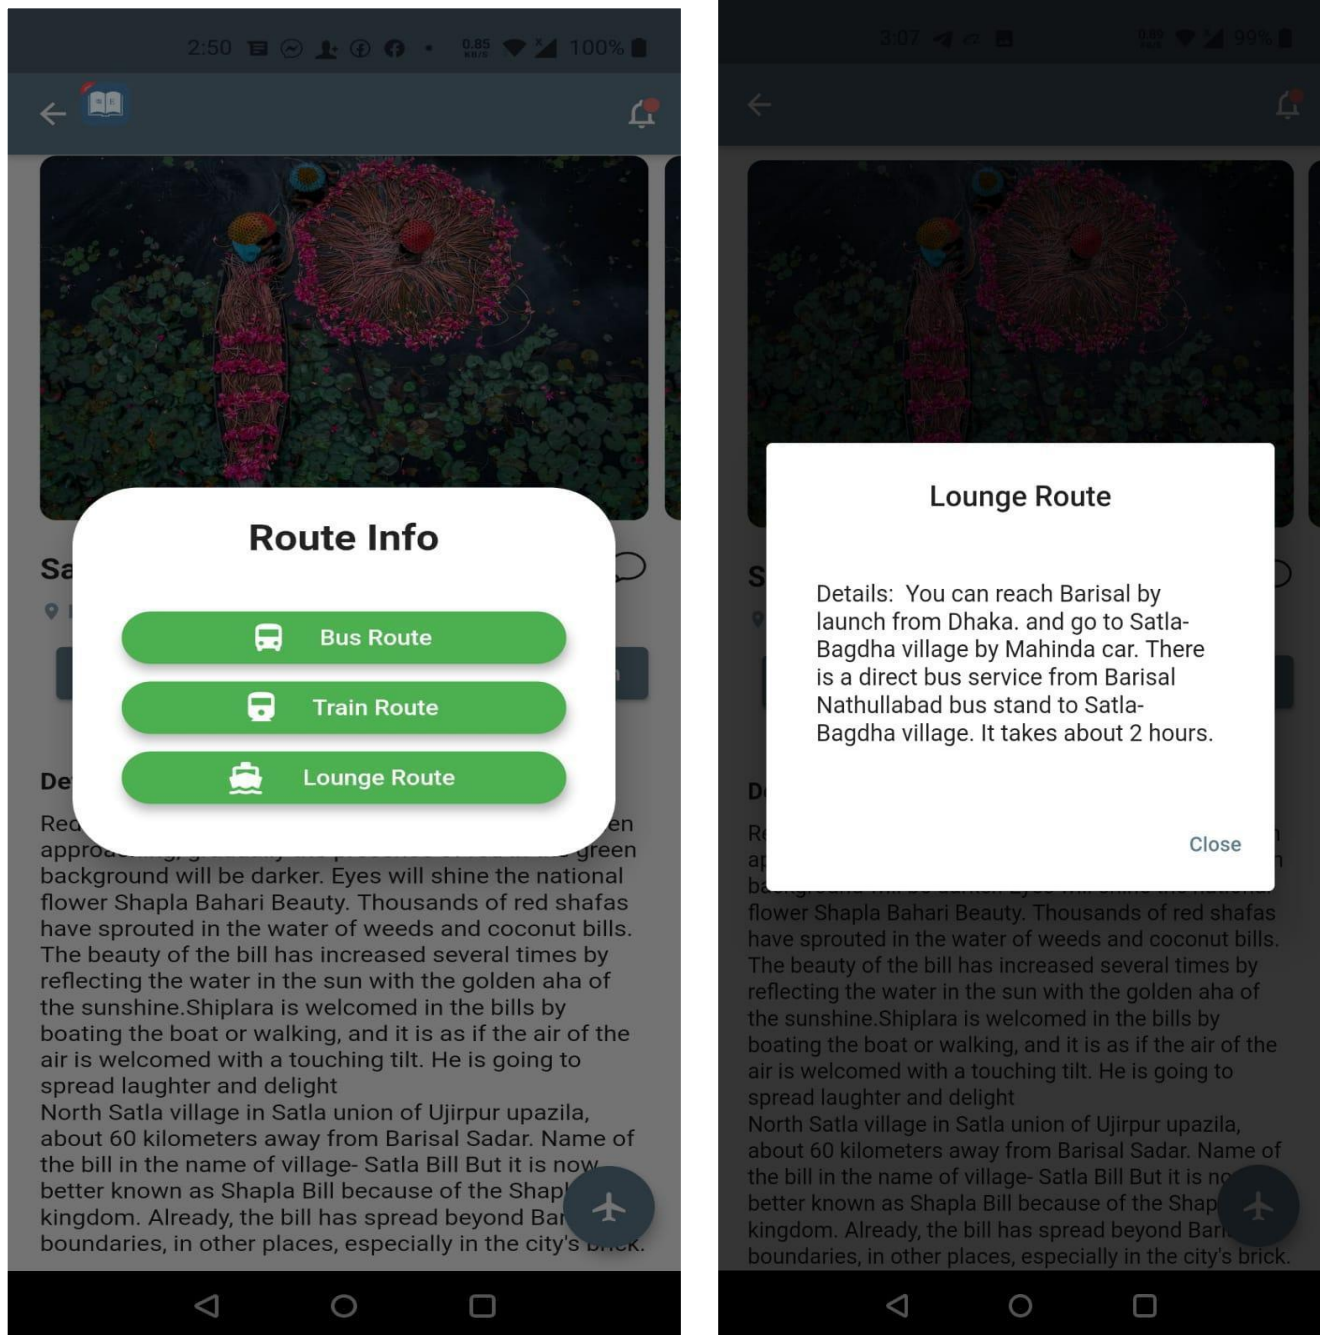 2:50
0.85
KB/S
100%
Route Info
Sa
Bus Route
Train Route
Lounge Route
De
Red
en
green
background will be darker. Eyes will shine the national
flower Shapla Bahari Beauty. Thousands of red shafas
have sprouted in the water of weeds and coconut bills.
The beauty of the bill has increased several times by
reflecting the water in the sun with the golden aha of
the sunshine.Shiplara is welcomed in the bills by
boating the boat or walking, and it is as if the air of the
air is welcomed with a touching tilt. He is going to
spread laughter and delight
North Satla village in Satla union of Ujirpur upazila,
about 60 kilometers away from Barisal Sadar. Name of
the bill in the name of village- Satla Bill But it is now
better known as Shapla Bill because of the Shapl
kingdom. Already, the bill has spread beyond Bar
boundaries, in other places, especially in the city's brick.
3:07
0.89
KB/S
99%
Lounge Route
S
Details: You can reach Barisal by
launch from Dhaka. and go to Satla-
Bagdha village by Mahinda car. There
is a direct bus service from Barisal
Nathullabad bus stand to Satla-
Bagdha village. It takes about 2 hours.
Close
flower Shapla Bahari Beauty. Thousands of red shafas
have sprouted in the water of weeds and coconut bills.
The beauty of the bill has increased several times by
reflecting the water in the sun with the golden aha of
the sunshine.Shiplara is welcomed in the bills by
boating the boat or walking, and it is as if the air of the
air is welcomed with a touching tilt. He is going to
spread laughter and delight
North Satla village in Satla union of Ujirpur upazila,
about 60 kilometers away from Barisal Sadar. Name of
the bill in the name of village- Satla Bill But it is no
better known as Shapla Bill because of the Shap
kingdom. Already, the bill has spread beyond Bari
boundaries, in other places, especially in the city's brick.